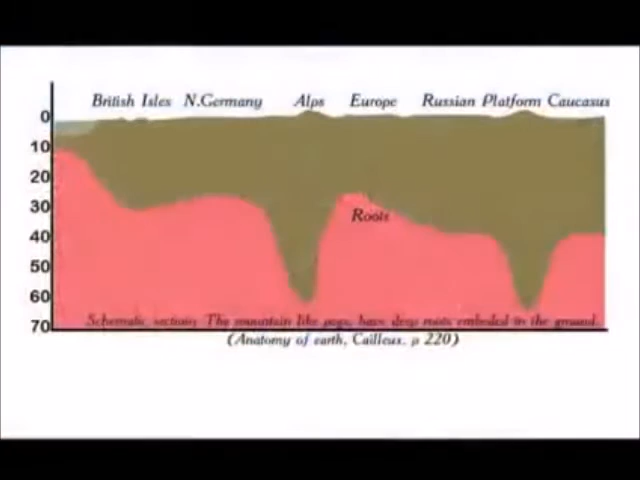 British Isles N.Germany Alps Europe Russian Platform Caucasus
0
10
20
30
Roots
40
50
60
70
Schematic sections The mountain like pegs, have deep roots embeded in the ground.
(Anatomy of earth, Cailleux, p 220)